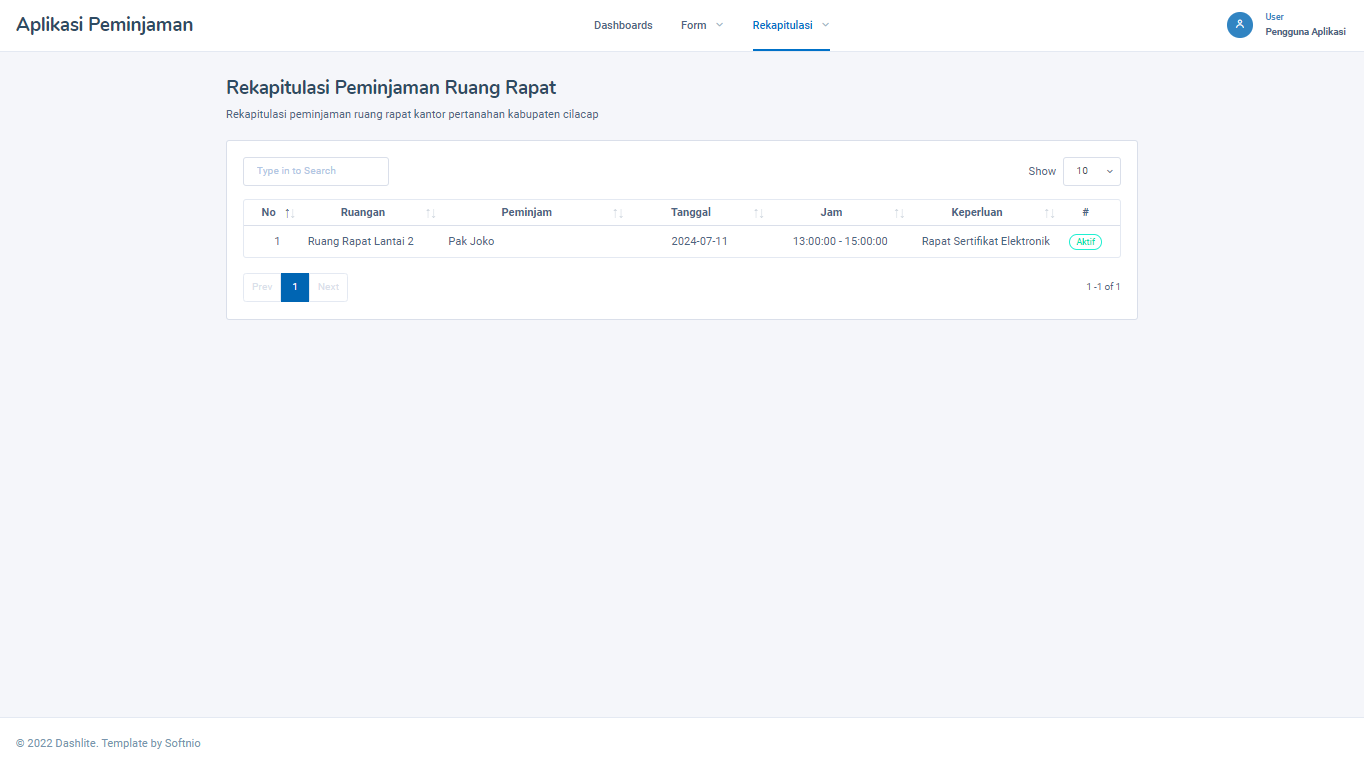 Aplikasi Peminjaman
Dashboards Form Rekapitulasi
User
Pengguna Aplikasi
Rekapitulasi Peminjaman Ruang Rapat
Rekapitulasi peminjaman ruang rapat kantor pertanahan kabupaten cilacap
Type in to Search Show 10
No Ruangan Peminjam Tanggal Jam Keperluan #
1 Ruang Rapat Lantai 2 Pak Joko 2024-07-11 13:00:00 - 15:00:00 Rapat Sertifikat Elektronik Aktif
Prev 1 Next 1 -1 of 1
© 2022 Dashlite. Template by Softnio